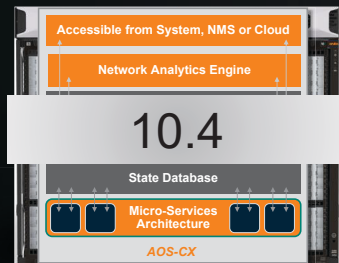 Accessible from System, NMS or Cloud
Network Analytics Engine
10.4
State Database
Micro-Services
Architecture
AOS-CX